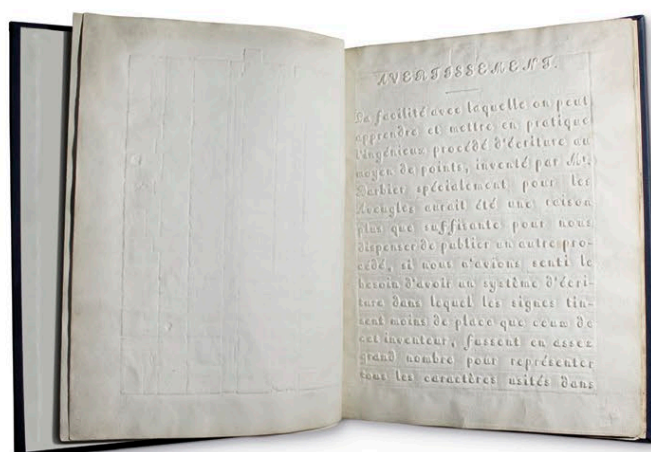 AVERTISSEMENT.
La facilité avec laquelle on peut
apprendre et mettre en pratique
l'ingénieux procédé d'écriture au
moyen de points, inventé par Mr.
Barbier spécialement pour les
Aveugles aurait été une raison
plus que suffisante pour nous
dispenser de publier un autre pro-
cédé, si nous n'avions senti le
besoin d'avoir un système d'écri-
ture dans lequel les signes tin-
sent moins de place que ceux de
cet inventeur, fussent en assez
grand nombre pour représenter
tous les caractères usités dans